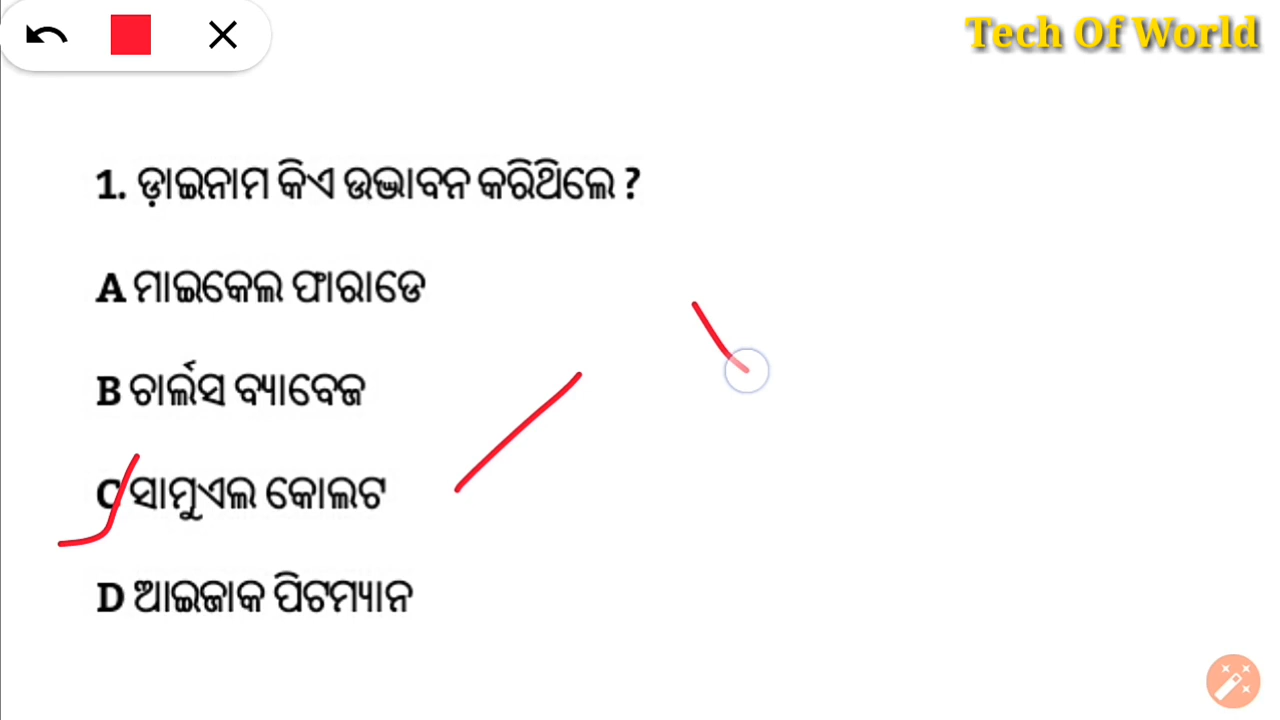 Tech Of World
1. ଡ଼ାଇନାମ କିଏ ଉଦ୍ଭାବନ କରିଥିଲେ ?
A ମାଇକେଲ ଫାରାଡେ
B ଚାର୍ଲସ ବ୍ୟାବେଜ
C ସାମୁଏଲ କୋଲଟ
D ଆଇଜାକ ପିଟମ୍ୟାନ